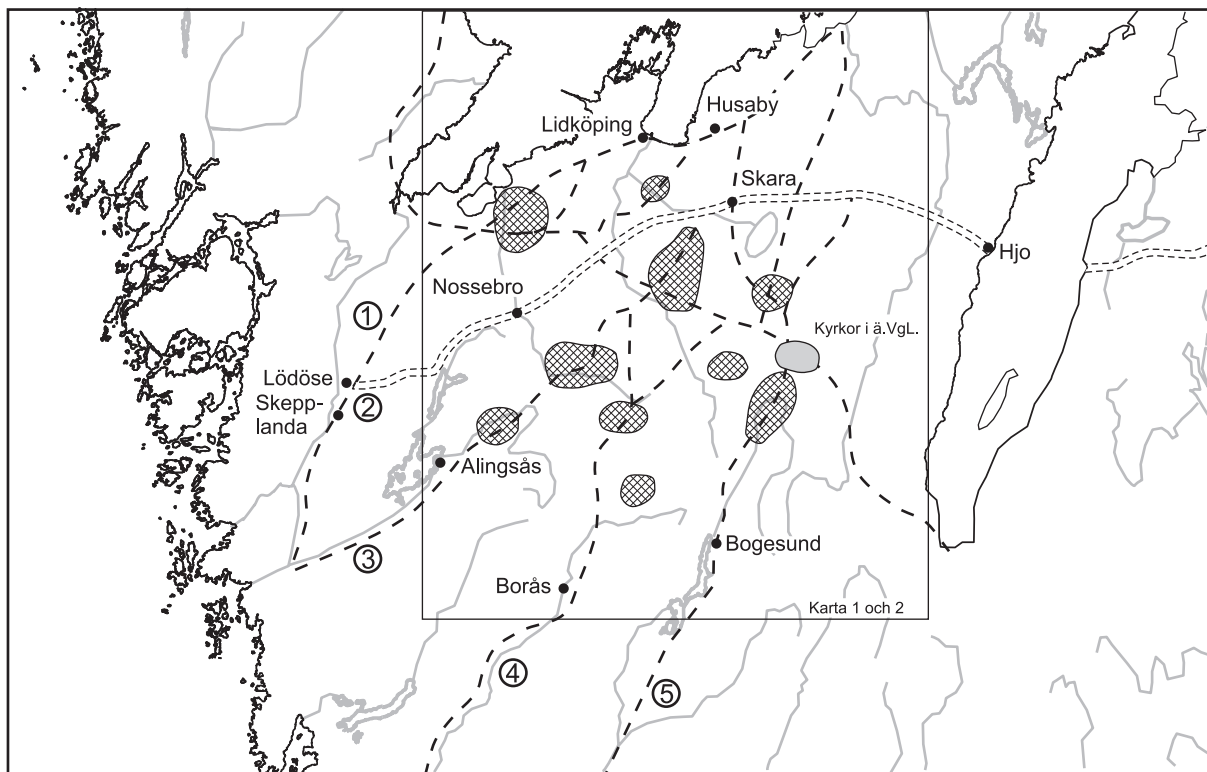 Husaby
Lidköping
Skara
Hjo
Nossebro
①
Kyrkor i ä.VgL.
Lödöse
Skepp-
landa
②
Alingsås
③
Bogesund
Borås
Karta 1 och 2
④
⑤